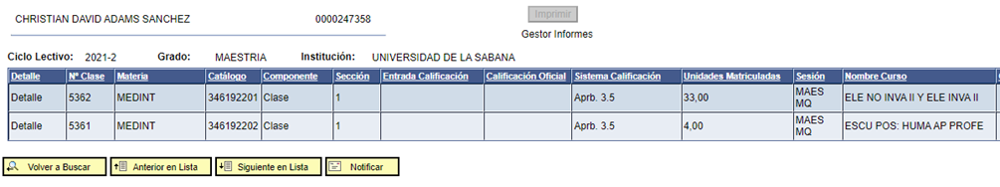 CHRISTIAN DAVID ADAMS SANCHEZ 0000247358 Imprimir
Gestor Informes
Ciclo Lectivo: 2021-2 Grado: MAESTRIA Institución: UNIVERSIDAD DE LA SABANA
Detalle Nº Clase Materia Catálogo Componente Sección Entrada Calificación Calificación Oficial Sistema Calificación Unidades Matriculadas Sesión Nombre Curso
Detalle 5362 MEDINT 346192201 Clase 1 Aprb. 3.5 33,00 MAES MQ ELE NO INVA II Y ELE INVA II
Detalle 5361 MEDINT 346192202 Clase 1 Aprb. 3.5 4,00 MAES MQ ESCU POS: HUMA AP PROFE
Volver a Buscar Anterior en Lista Siguiente en Lista Notificar